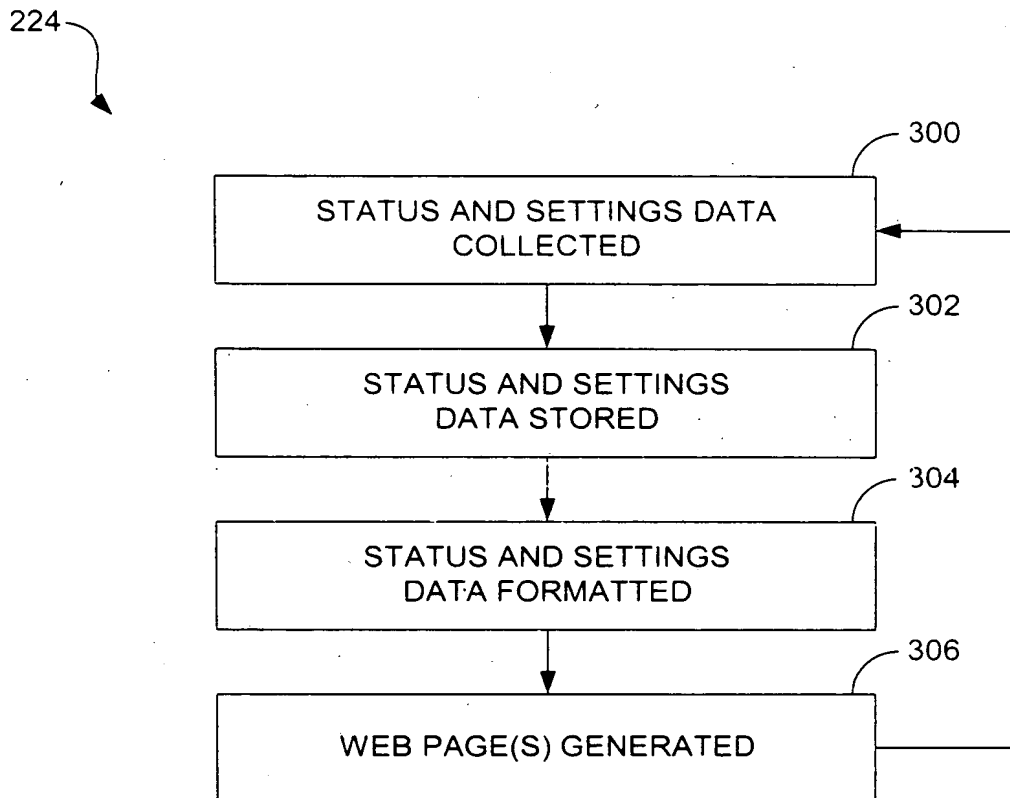 224
300
STATUS AND SETTINGS DATA
COLLECTED
302
STATUS AND SETTINGS
DATA STORED
304
STATUS AND SETTINGS
DATA FORMATTED
306
WEB PAGE(S) GENERATED